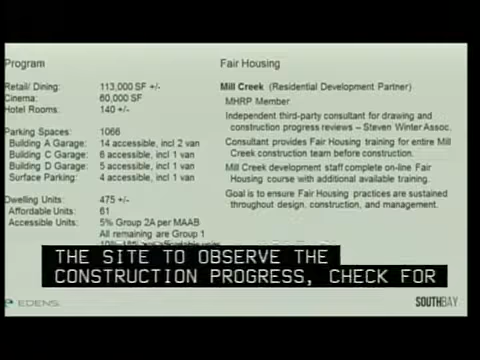 Program
Retail/ Dining: 113,000 SF +/-
Cinema: 60,000 SF
Hotel Rooms: 140 +/-
Parking Spaces: 1066
Building A Garage: 14 accessible, incl 2 van
Building C Garage: 6 accessible, incl 1 van
Building D Garage: 5 accessible, incl 1 van
Surface Parking: 4 accessible, incl 1 van
Dwelling Units: 475 +/-
Affordable Units: 61
Accessible Units: 5% Group 2A per MAAB
All remaining are Group 1
Fair Housing
Mill Creek (Residential Development Partner)
MHRP Member
Independent third-party consultant for drawing and
construction progress reviews – Steven Winter Assoc.
Consultant provides Fair Housing training for entire Mill
Creek construction team before construction.
Mill Creek development staff complete on-line Fair
Housing course with additional available training.
Goal is to ensure Fair Housing practices are sustained
throughout design, construction, and management.
THE SITE TO OBSERVE THE
CONSTRUCTION PROGRESS, CHECK FOR
EDENS
SOUTHBAY